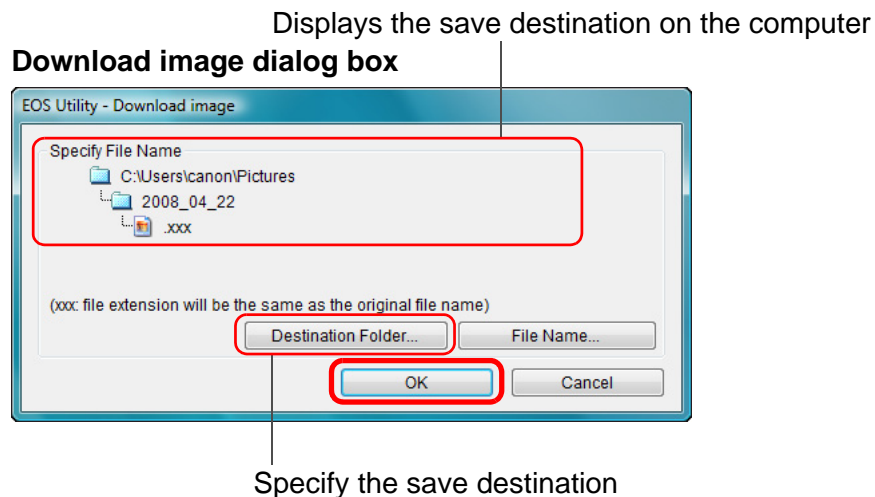 Displays the save destination on the computer
Download image dialog box
EOS Utility - Download image
Specify File Name
C:\Users\canon\Pictures
2008_04_22
.xxx
(xxx: file extension will be the same as the original file name)
Destination Folder...
File Name...
OK
Cancel
Specify the save destination